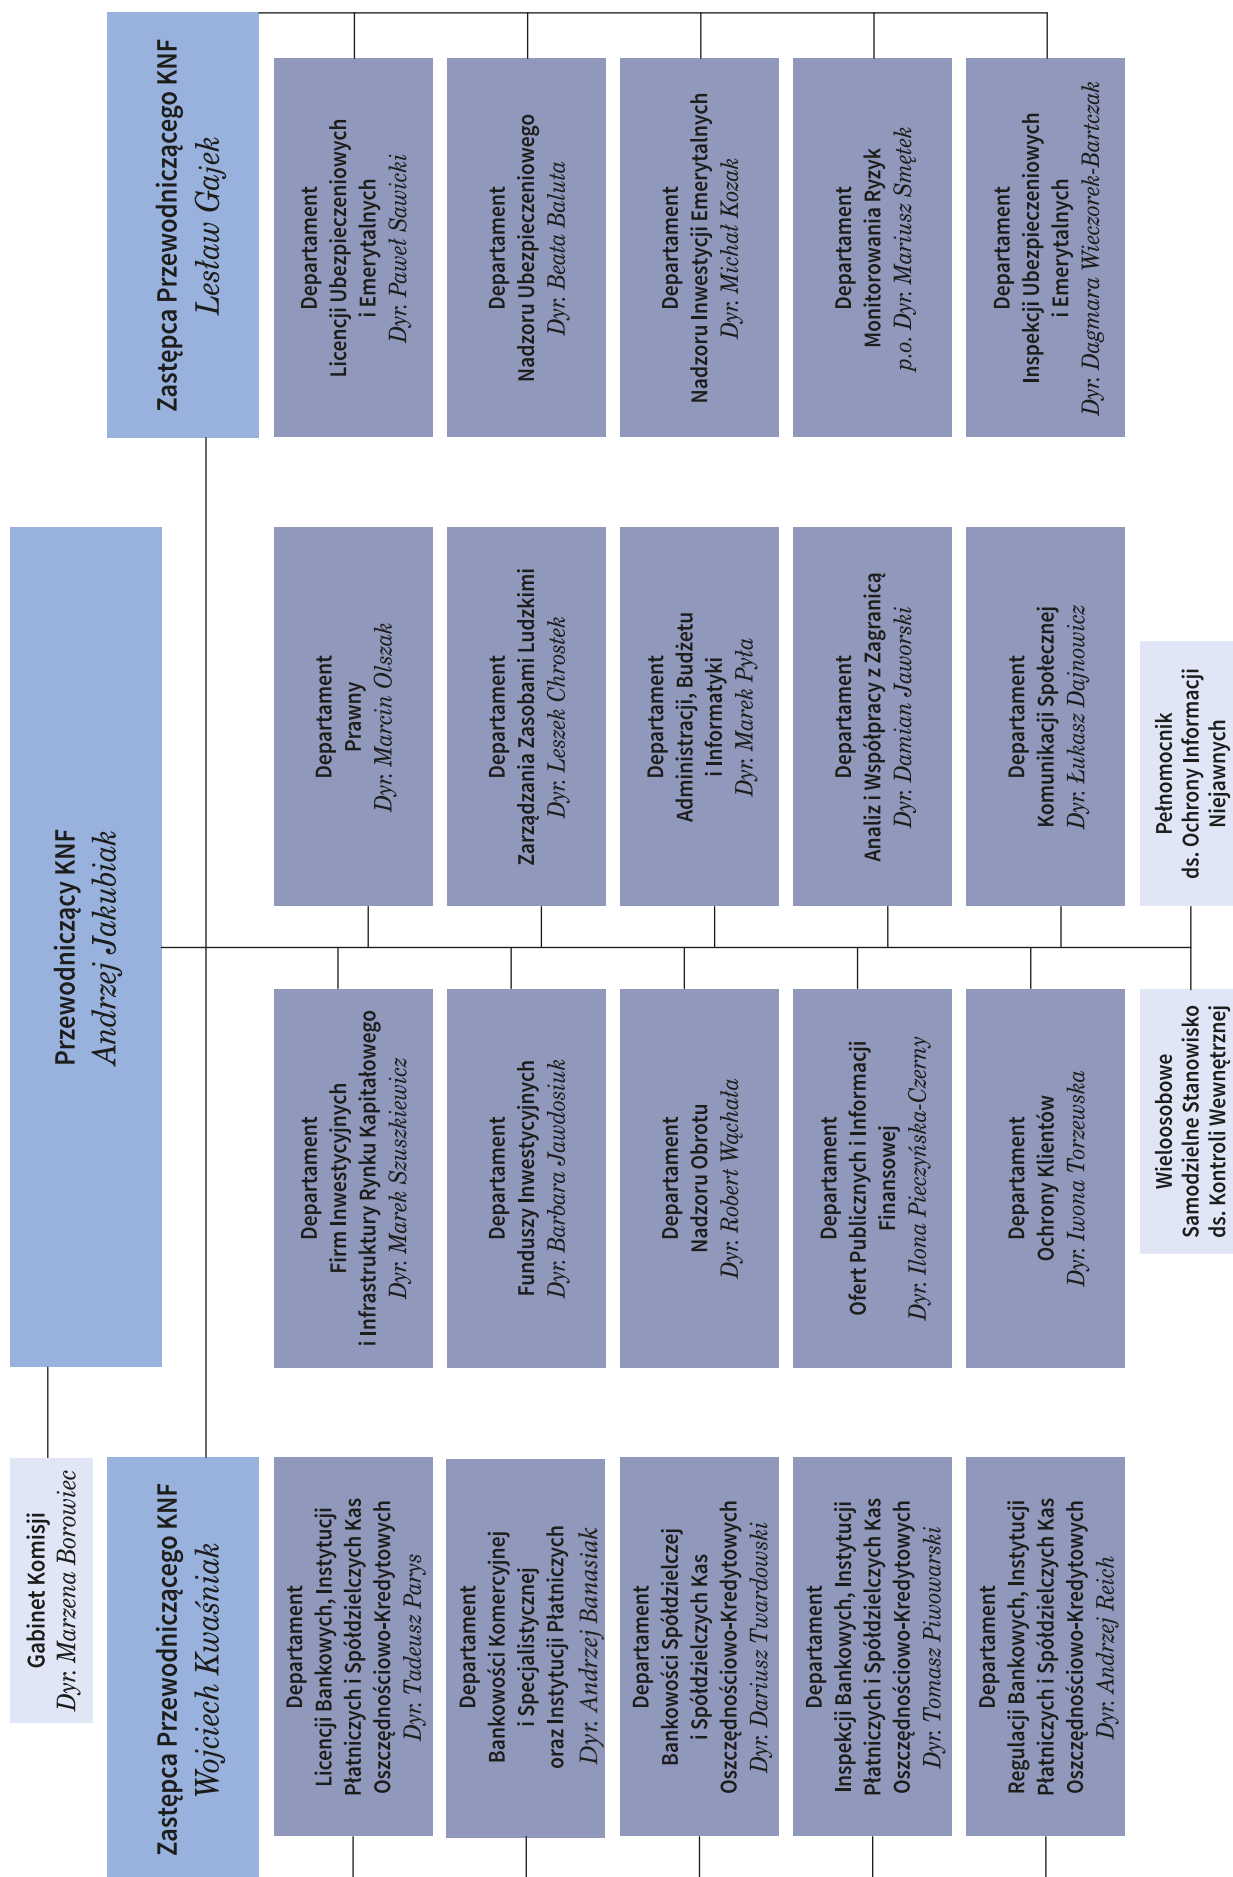 Przewodniczący KNF
Andrzej Jakubiak
Gabinet Komisji
Dyr. Marzena Borowiec
Zastępca Przewodniczącego KNF
Wojciech Kwaśniak
Zastępca Przewodniczącego KNF
Lesław Gajek
Departament
Licencji Bankowych, Instytucji
Płatniczych i Spółdzielczych Kas
Oszczędnościowo-Kredytowych
Dyr. Tadeusz Parys
Departament
Firm Inwestycyjnych
i Infrastruktury Rynku Kapitałowego
Dyr. Marek Szuszkiewicz
Departament
Prawny
Dyr. Marcin Olszak
Departament
Licencji Ubezpieczeniowych
i Emerytalnych
Dyr. Paweł Sawicki
Departament
Bankowości Komercyjnej
i Specjalistycznej
oraz Instytucji Płatniczych
Dyr. Andrzej Banasiak
Departament
Funduszy Inwestycyjnych
Dyr. Barbara Jawdosiuk
Departament
Zarządzania Zasobami Ludzkimi
Dyr. Leszek Chrostek
Departament
Nadzoru Ubezpieczeniowego
Dyr. Beata Baluta
Departament
Bankowości Spółdzielczej
i Spółdzielczych Kas
Oszczędnościowo-Kredytowych
Dyr. Dariusz Twardowski
Departament
Nadzoru Obrotu
Dyr. Robert Wąchała
Departament
Administracji, Budżetu
i Informatyki
Dyr. Marek Pyła
Departament
Nadzoru Inwestycji Emerytalnych
Dyr. Michał Kozak
Departament
Inspekcji Bankowych, Instytucji
Płatniczych i Spółdzielczych Kas
Oszczędnościowo-Kredytowych
Dyr. Tomasz Piwowarski
Departament
Ofert Publicznych i Informacji
Finansowej
Dyr. Ilona Pieczyńska-Czerny
Departament
Analiz i Współpracy z Zagranicą
Dyr. Damian Jaworski
Departament
Monitorowania Ryzyk
p.o. Dyr. Mariusz Smętek
Departament
Regulacji Bankowych, Instytucji
Płatniczych i Spółdzielczych Kas
Oszczędnościowo-Kredytowych
Dyr. Andrzej Reich
Departament
Ochrony Klientów
Dyr. Iwona Torzewska
Departament
Komunikacji Społecznej
Dyr. Łukasz Dajnowicz
Departament
Inspekcji Ubezpieczeniowych
i Emerytalnych
Dyr. Dagmara Wieczorek-Bartczak
Wieloosobowe
Samodzielne Stanowisko
ds. Kontroli Wewnętrznej
Pełnomocnik
ds. Ochrony Informacji
Niejawnych